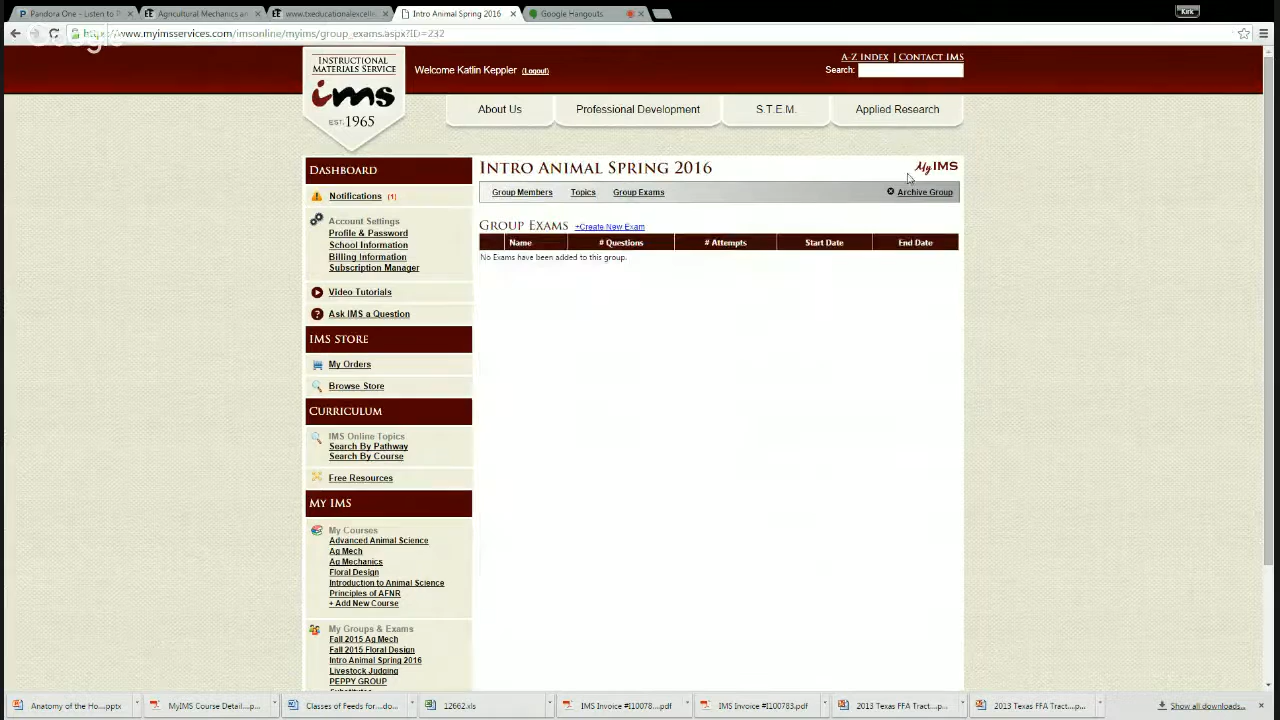 Pandora One – Listen to P
Agricultural Mechanics an
www.txeducationalexcelle
Intro Animal Spring 2016
Google Hangouts
Kirk
https://www.myimsservices.com/imsonline/myims/group_exams.aspx?ID=232
Google
INSTRUCTIONAL
MATERIALS SERVICE
ims
EST. 1965
Welcome Katlin Keppler (Logout)
A-Z INDEX | CONTACT IMS
Search:
About Us
Professional Development
S.T.E.M.
Applied Research
DASHBOARD
Notifications (1)
Account Settings
Profile & Password
School Information
Billing Information
Subscription Manager
Video Tutorials
Ask IMS a Question
IMS STORE
My Orders
Browse Store
CURRICULUM
IMS Online Topics
Search By Pathway
Search By Course
Free Resources
MY IMS
My Courses
Advanced Animal Science
Ag Mech
Ag Mechanics
Floral Design
Introduction to Animal Science
Principles of AFNR
+ Add New Course
My Groups & Exams
Fall 2015 Ag Mech
Fall 2015 Floral Design
Intro Animal Spring 2016
Livestock Judging
PEPPY GROUP
INTRO ANIMAL SPRING 2016
My IMS
Group Members
Topics
Group Exams
Archive Group
GROUP EXAMS +Create New Exam
Name # Questions # Attempts Start Date End Date
No Exams have been added to this group.
Anatomy of the Ho....pptx
MyIMS Course Detail....pdf
Classes of Feeds for....doc
12662.xls
IMS Invoice #I10078...pdf
IMS Invoice #I100783.pdf
2013 Texas FFA Tract....ppt
2013 Texas FFA Tract....ppt
Show all downloads...